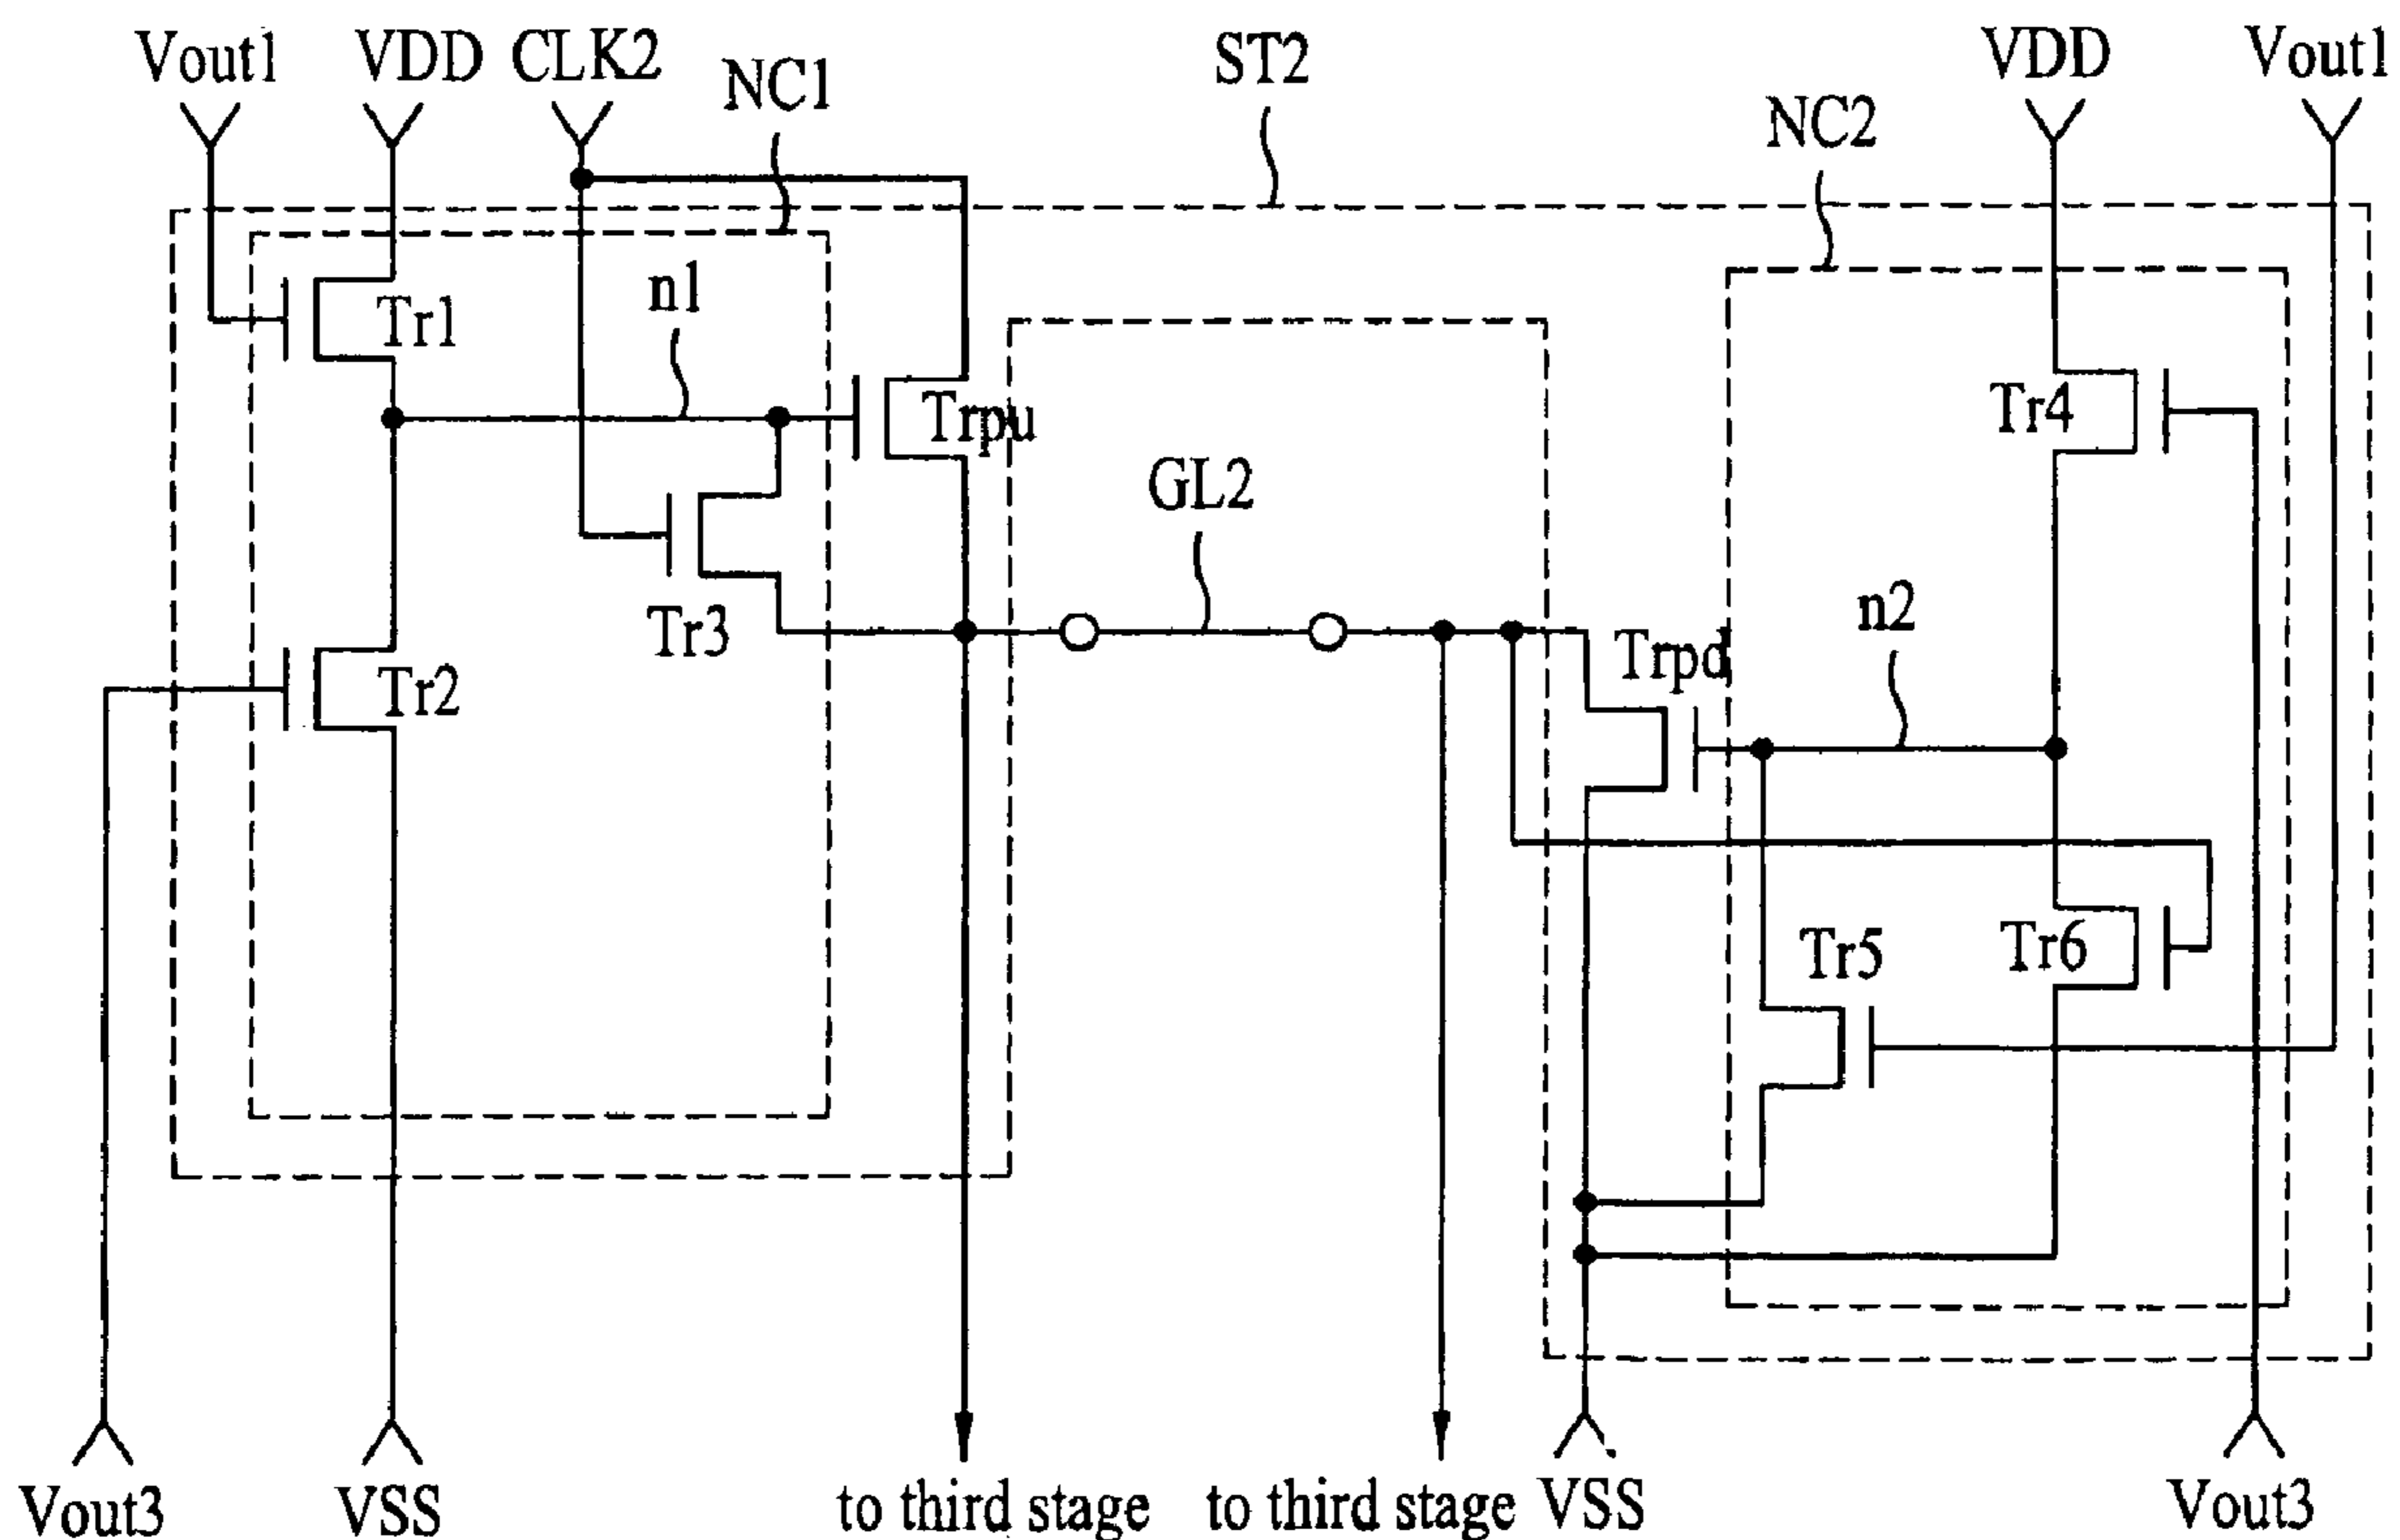 Vout1
VDD
CLK2
NC1
ST2
NC2
VDD
Vout1
n1
Tr1
Trpu
Tr4
GL2
n2
Tr3
Trpd
Tr2
Tr5
Tr6
Vout3
VSS
to third stage
to third stage
VSS
Vout3